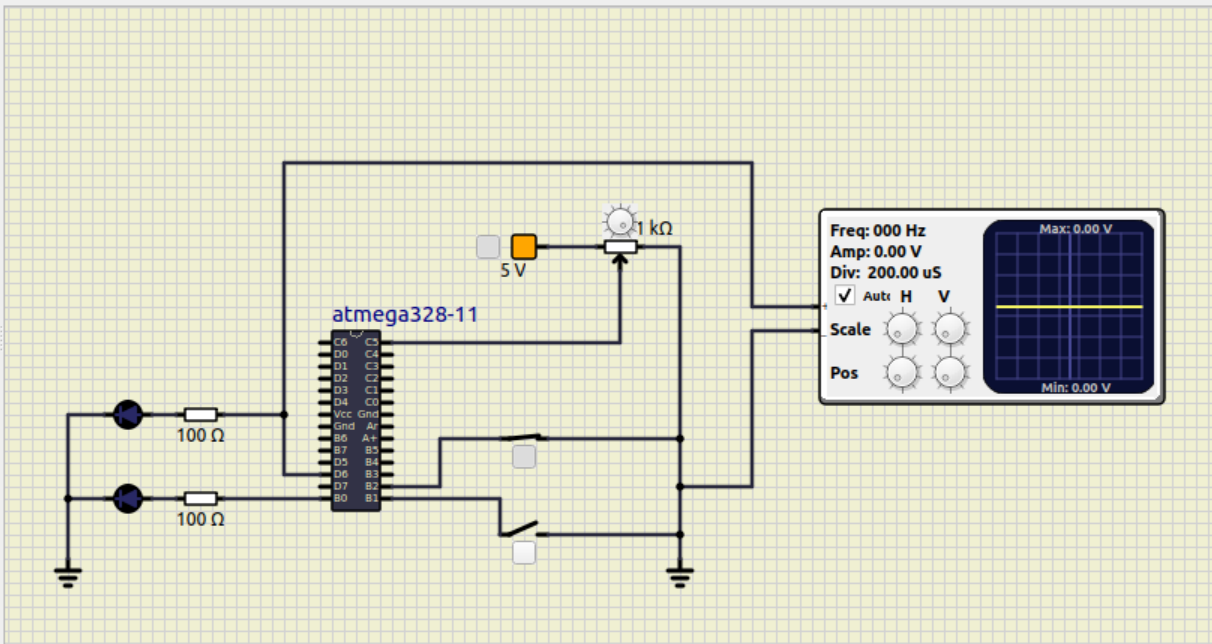 1 kΩ
5 V
Freq: 000 Hz
Amp: 0.00 V
Div: 200.00 uS
Auto H V
Scale
Pos
Max: 0.00 V
Min: 0.00 V
+
-
atmega328-11
C6 C5
D0 C4
D1 C3
D2 C2
D3 C1
D4 C0
Vcc Gnd
Gnd Ar
B6 A+
B7 B5
D5 B4
D6 B3
D7 B2
B0 B1
100 Ω
100 Ω